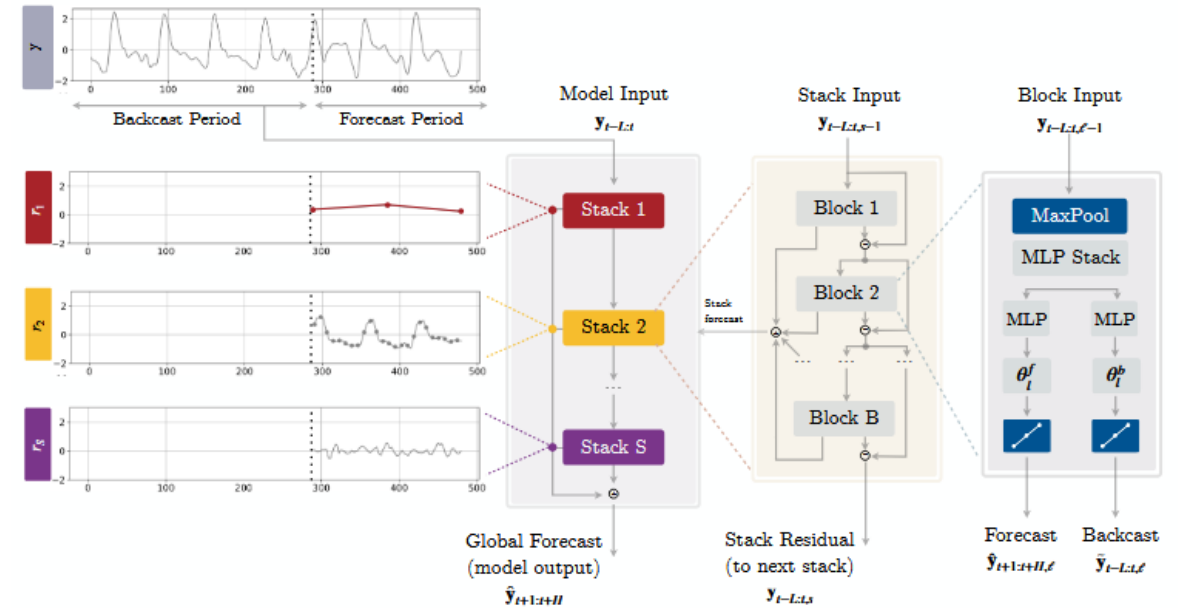 y
2
0
−2
0 100 200 300 400 500
Backcast Period
Forecast Period
Model Input
y_{t−L:t}
Stack Input
y_{t−L:t,s−1}
Block Input
y_{t−L:t,ℓ−1}
r_1
2
0
−2
0 100 200 300 400 500
Stack 1
r_2
2
0
−2
100 200 300 400 500
Stack 2
...
r_S
2
0
−2
0 100 200 300 400 500
Stack S
Global Forecast
(model output)
ŷ_{t+1:t+H}
Block 1
Block 2
Stack
forecast
... ... ...
Block B
Stack Residual
(to next stack)
y_{t−L:t,s}
MaxPool
MLP Stack
MLP MLP
θ_l^f θ_l^b
Forecast
ŷ_{t+1:t+H,ℓ}
Backcast
ỹ_{t−L:t,ℓ}